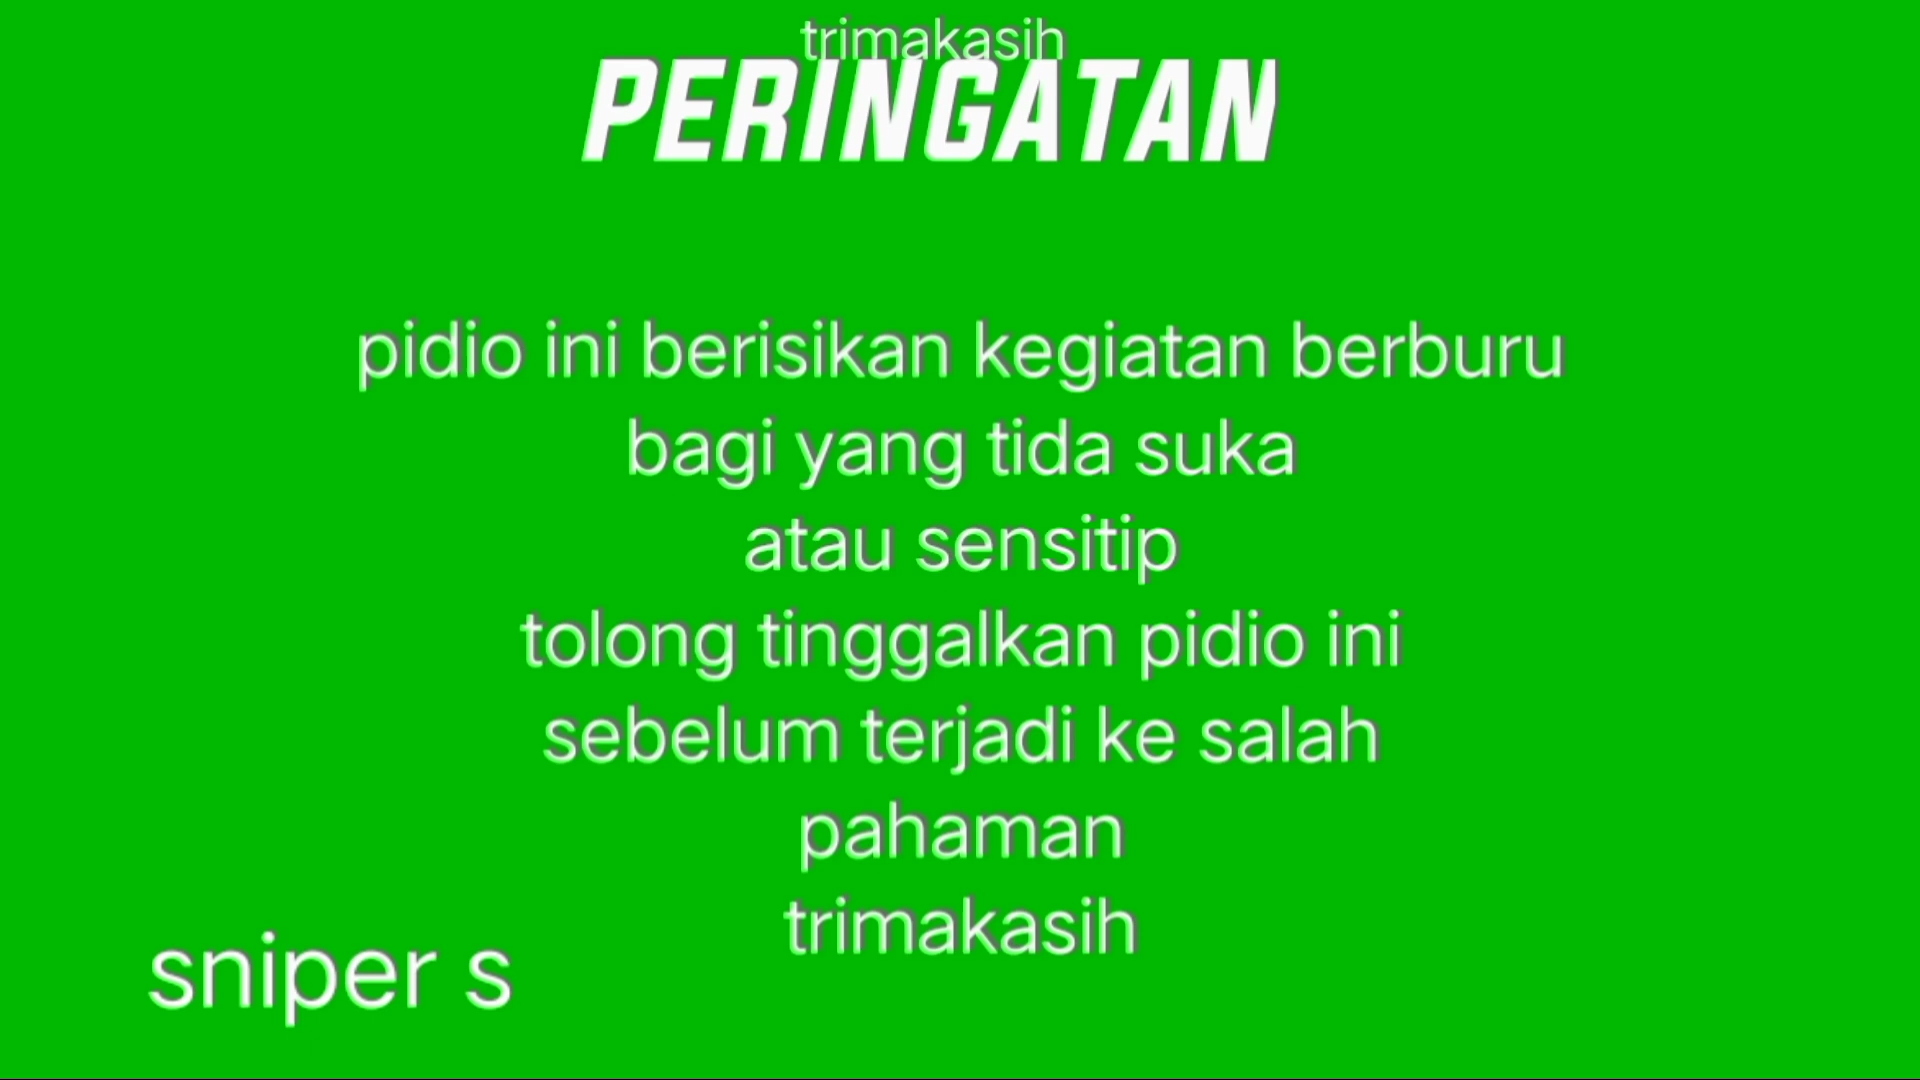 trimakasih
PERINGATAN
pidio ini berisikan kegiatan berburu
bagi yang tida suka
atau sensitip
tolong tinggalkan pidio ini
sebelum terjadi ke salah
pahaman
trimakasih
sniper s